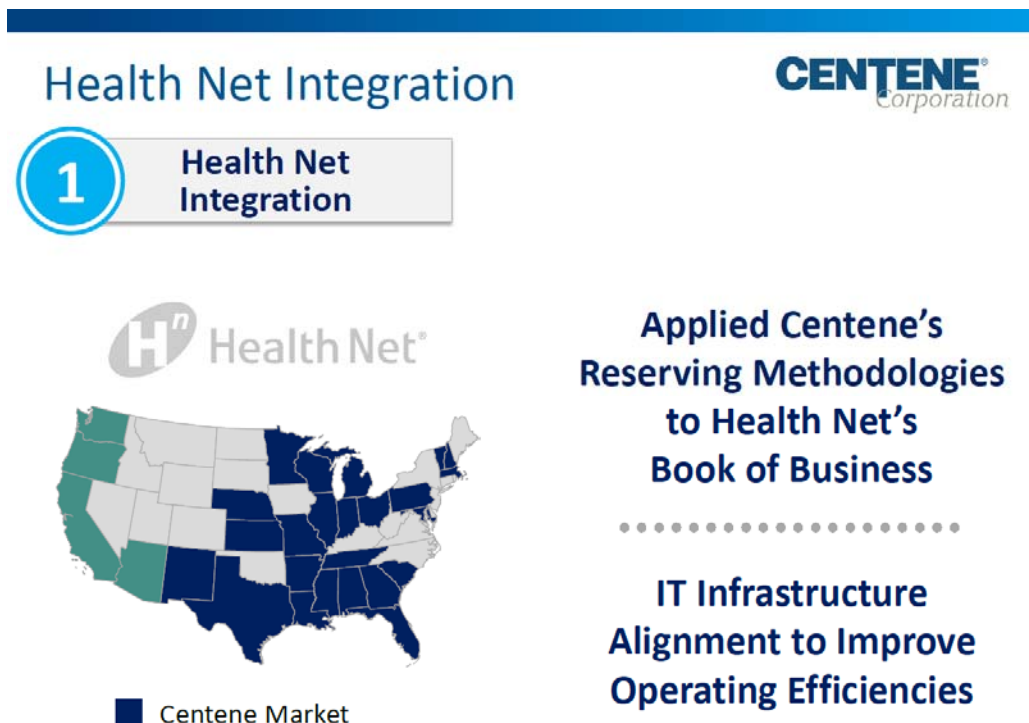 Health Net Integration
CENTENE®
Corporation
1
Health Net
Integration
Hn Health Net®
Applied Centene's
Reserving Methodologies
to Health Net's
Book of Business
IT Infrastructure
Alignment to Improve
Operating Efficiencies
Centene Market